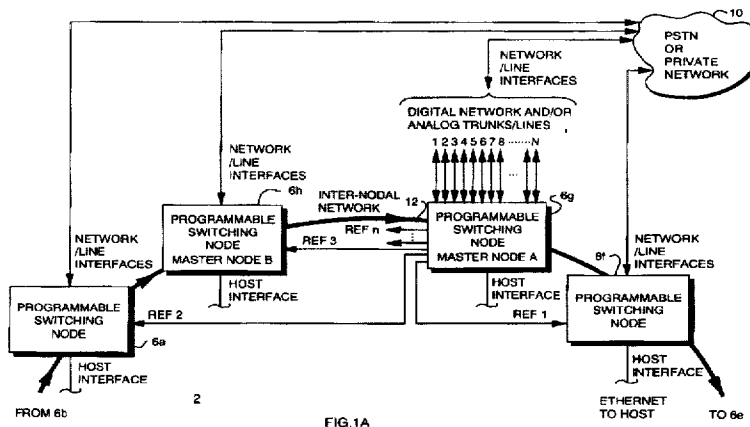 10
PSTN
OR
PRIVATE
NETWORK
NETWORK
/LINE
INTERFACES
DIGITAL NETWORK AND/OR
ANALOG TRUNKS/LINES
1 2 3 4 5 6 7 8 ........ N
...
NETWORK
/LINE
INTERFACES
6h
INTER-NODAL
NETWORK
12
REF n
REF 3
PROGRAMMABLE
SWITCHING
NODE
MASTER NODE B
6g
PROGRAMMABLE
SWITCHING
NODE
MASTER NODE A
NETWORK
/LINE
INTERFACES
NETWORK
/LINE
INTERFACES
6f
HOST
INTERFACE
HOST
INTERFACE
PROGRAMMABLE
SWITCHING
NODE
REF 2
REF 1
PROGRAMMABLE
SWITCHING
NODE
6a
HOST
INTERFACE
HOST
INTERFACE
FROM 6b
2
ETHERNET
TO HOST
TO 6e
FIG.1A